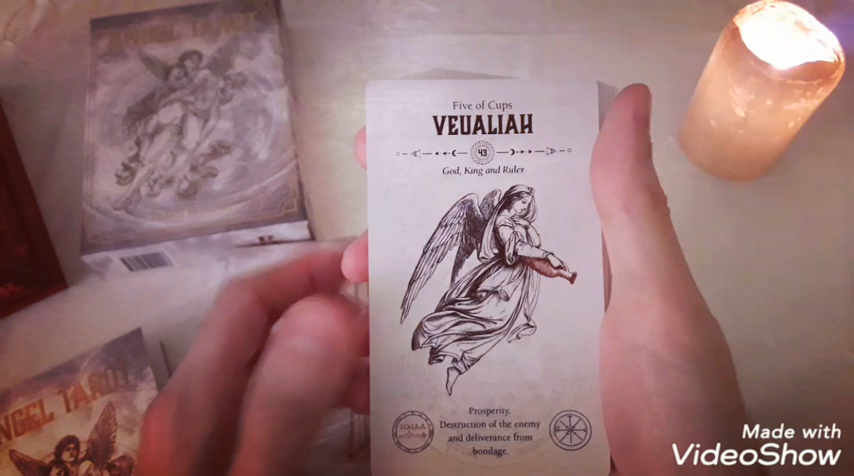 ANGEL TAROT
Five of Cups
VEUALIAH
43
God, King and Ruler
Prosperity,
Destruction of the enemy
and deliverance from
bondage.
ANGEL TAROT
Made with
VideoShow